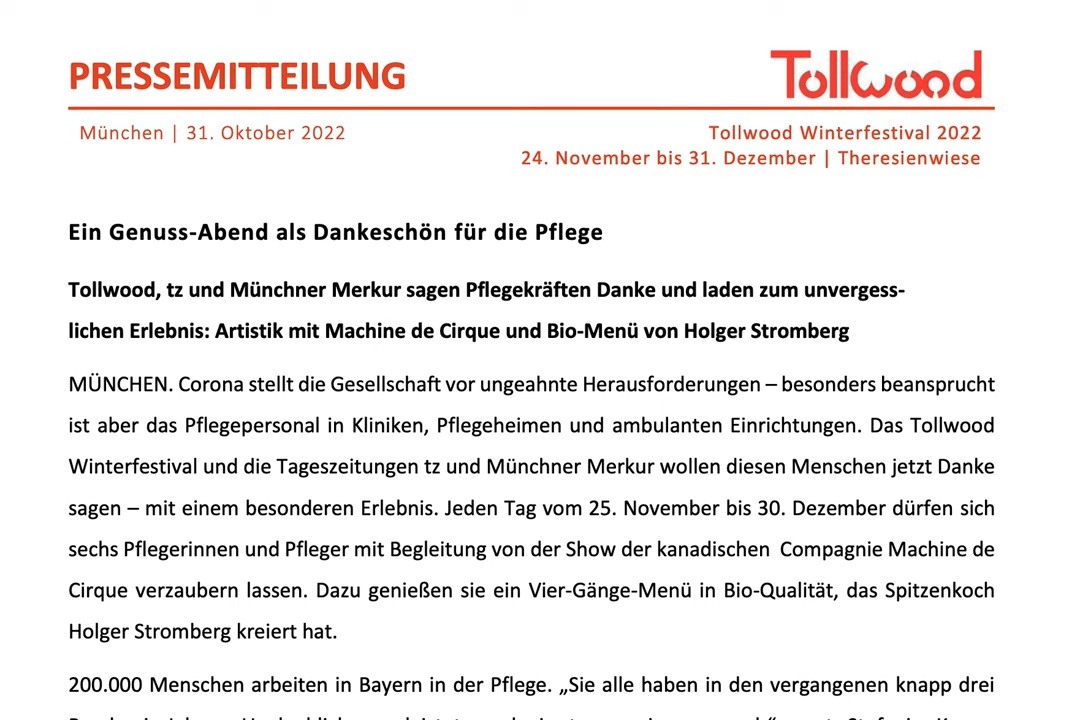 PRESSEMITTEILUNG
Tollwood
München | 31. Oktober 2022
Tollwood Winterfestival 2022
24. November bis 31. Dezember | Theresienwiese
Ein Genuss-Abend als Dankeschön für die Pflege
Tollwood, tz und Münchner Merkur sagen Pflegekräften Danke und laden zum unvergess-
lichen Erlebnis: Artistik mit Machine de Cirque und Bio-Menü von Holger Stromberg
MÜNCHEN. Corona stellt die Gesellschaft vor ungeahnte Herausforderungen – besonders beansprucht
ist aber das Pflegepersonal in Kliniken, Pflegeheimen und ambulanten Einrichtungen. Das Tollwood
Winterfestival und die Tageszeitungen tz und Münchner Merkur wollen diesen Menschen jetzt Danke
sagen – mit einem besonderen Erlebnis. Jeden Tag vom 25. November bis 30. Dezember dürfen sich
sechs Pflegerinnen und Pfleger mit Begleitung von der Show der kanadischen Compagnie Machine de
Cirque verzaubern lassen. Dazu genießen sie ein Vier-Gänge-Menü in Bio-Qualität, das Spitzenkoch
Holger Stromberg kreiert hat.
200.000 Menschen arbeiten in Bayern in der Pflege. „Sie alle haben in den vergangenen knapp drei